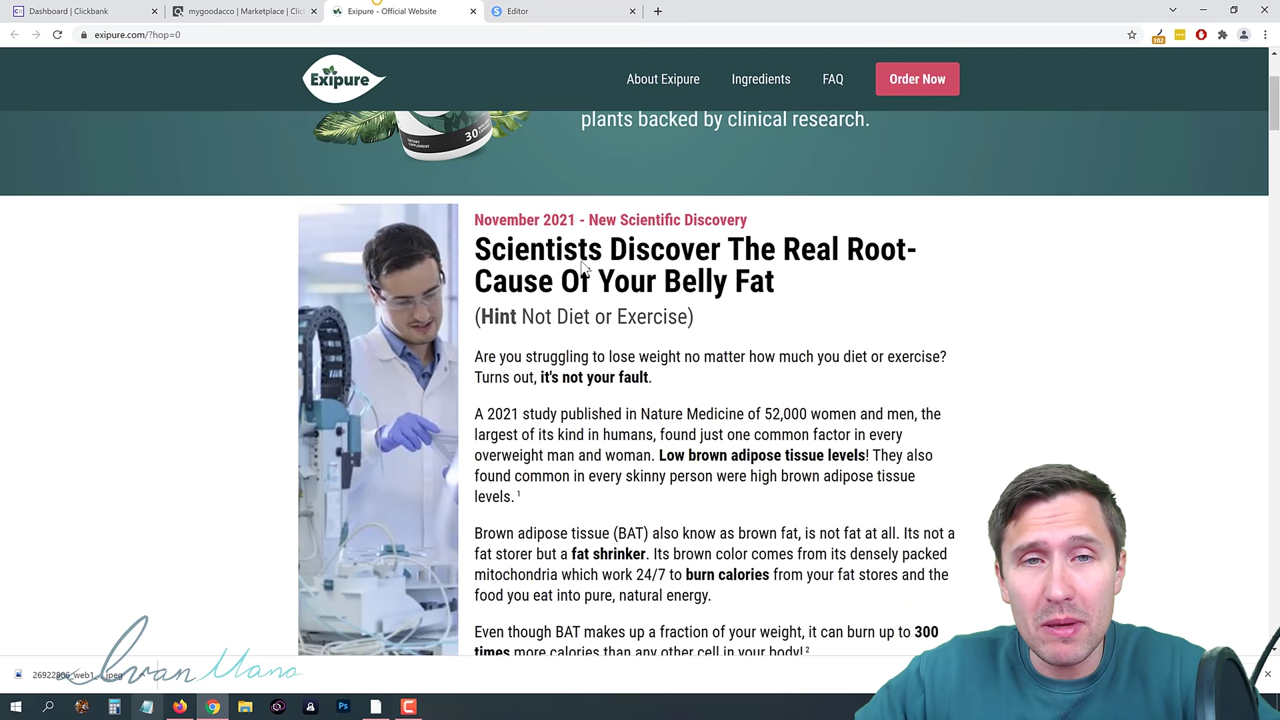 Dashboard | Clickbank
mygoodacco | Marketplace | Click
Exipure - Official Website
Editor
exipure.com/?hop=0
302
Exipure
About Exipure
Ingredients
FAQ
Order Now
30
DIETARY
SUPPLEMENT
plants backed by clinical research.
November 2021 - New Scientific Discovery
Scientists Discover The Real Root-
Cause Of Your Belly Fat
(Hint Not Diet or Exercise)
Are you struggling to lose weight no matter how much you diet or exercise?
Turns out, it's not your fault.
A 2021 study published in Nature Medicine of 52,000 women and men, the
largest of its kind in humans, found just one common factor in every
overweight man and woman. Low brown adipose tissue levels! They also
found common in every skinny person were high brown adipose tissue
levels. 1
Brown adipose tissue (BAT) also know as brown fat, is not fat at all. Its not a
fat storer but a fat shrinker. Its brown color comes from its densely packed
mitochondria which work 24/7 to burn calories from your fat stores and the
food you eat into pure, natural energy.
Even though BAT makes up a fraction of your weight, it can burn up to 300
times more calories than any other cell in your body! 2
Ivan Mana